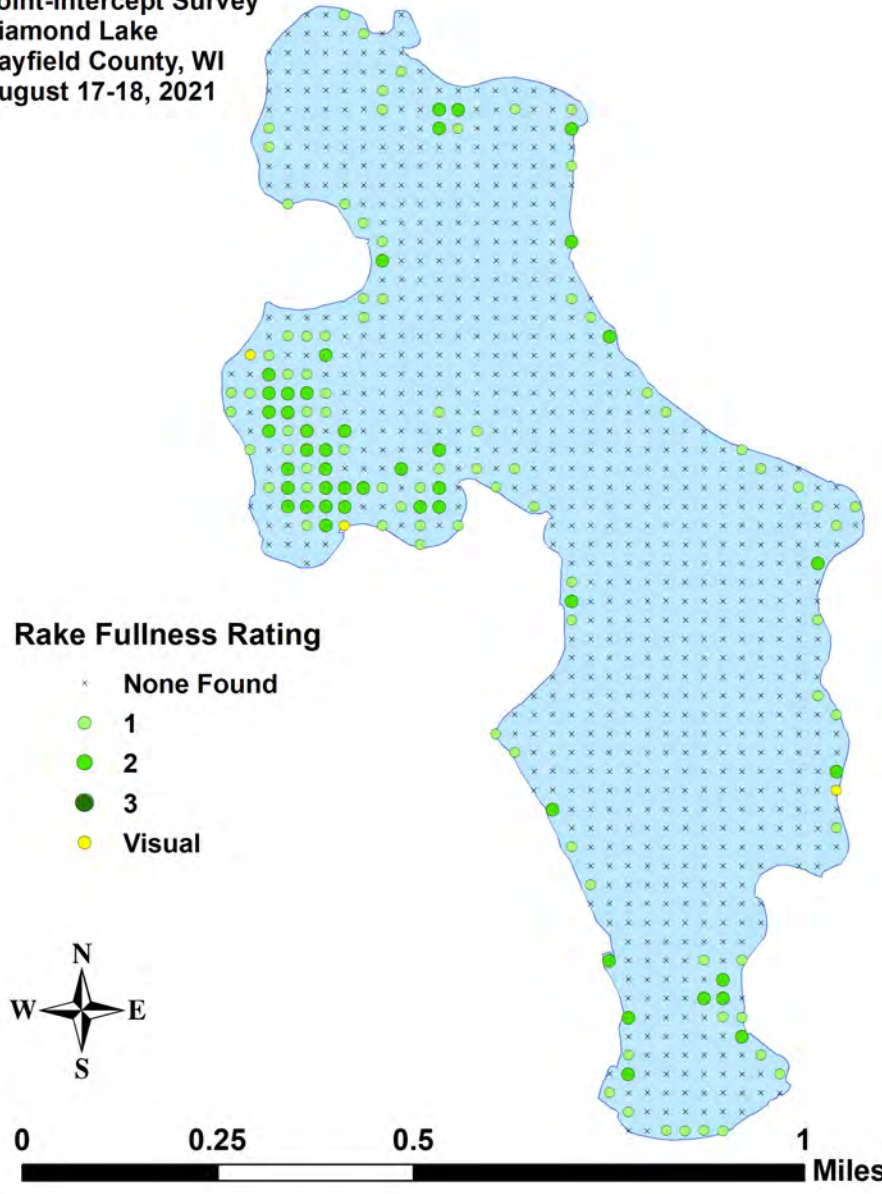 oint-Intercept Survey
iamond Lake
ayfield County, WI
ugust 17-18, 2021
Rake Fullness Rating
None Found
1
2
3
Visual
N
W E
S
0 0.25 0.5 1
Miles